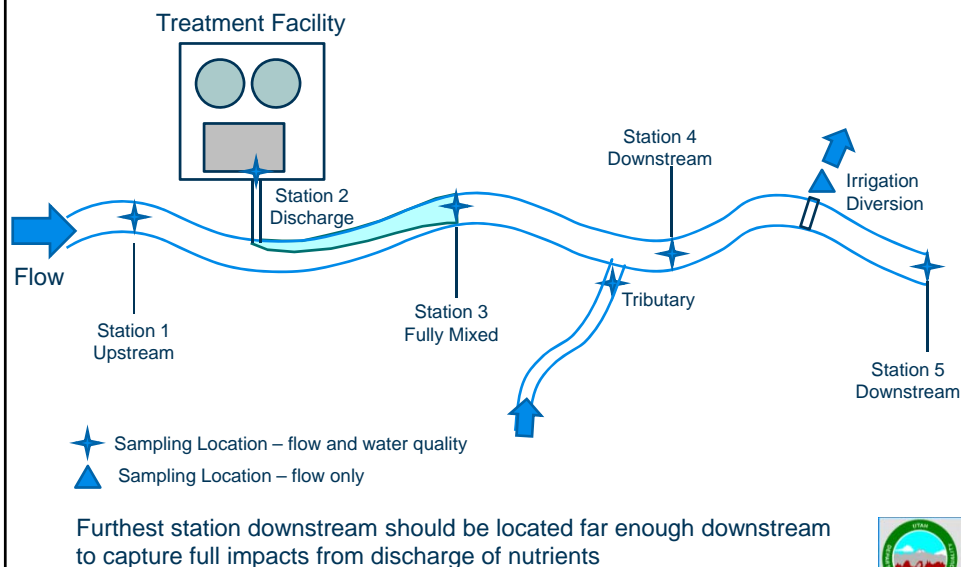 Treatment Facility
Station 4
Downstream
Irrigation
Diversion
Station 2
Discharge
Flow
Tributary
Station 3
Fully Mixed
Station 1
Upstream
Station 5
Downstream
Sampling Location – flow and water quality
Sampling Location – flow only
Furthest station downstream should be located far enough downstream
to capture full impacts from discharge of nutrients
UTAH